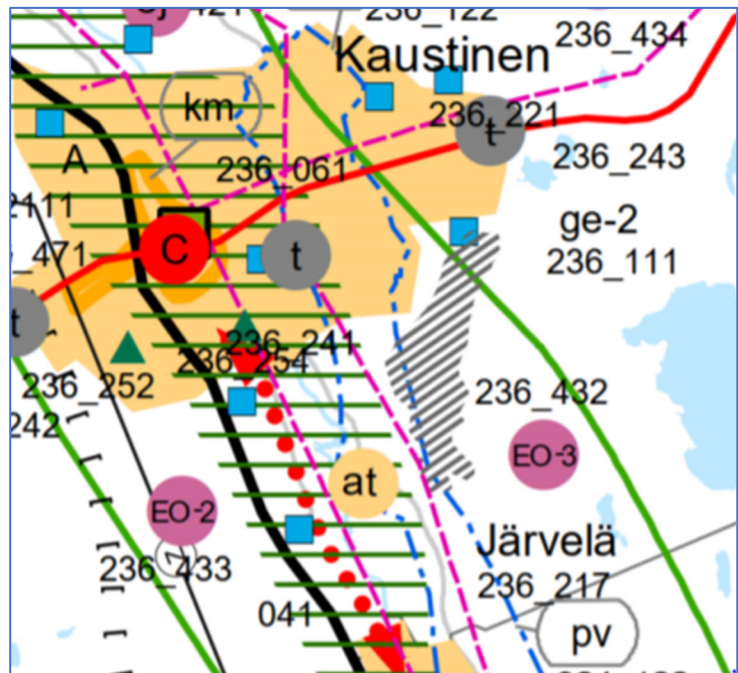 236_122
236_434
Kaustinen
km
236_221
t
A
236_061
236_243
2111
ge-2
_471
C
t
236_111
t
236_241
236_254
236_252
236_432
242
at
EO-3
EO-2
Järvelä
236_433
236_217
041
pv